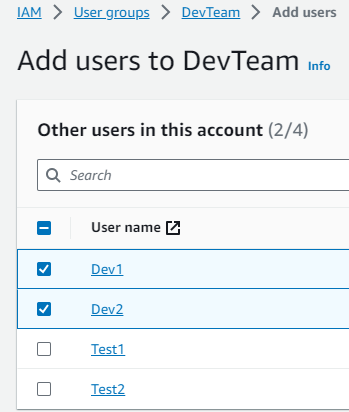 IAM > User groups > DevTeam > Add users
Add users to DevTeam Info
Other users in this account (2/4)
Search
User name
Dev1
Dev2
Test1
Test2